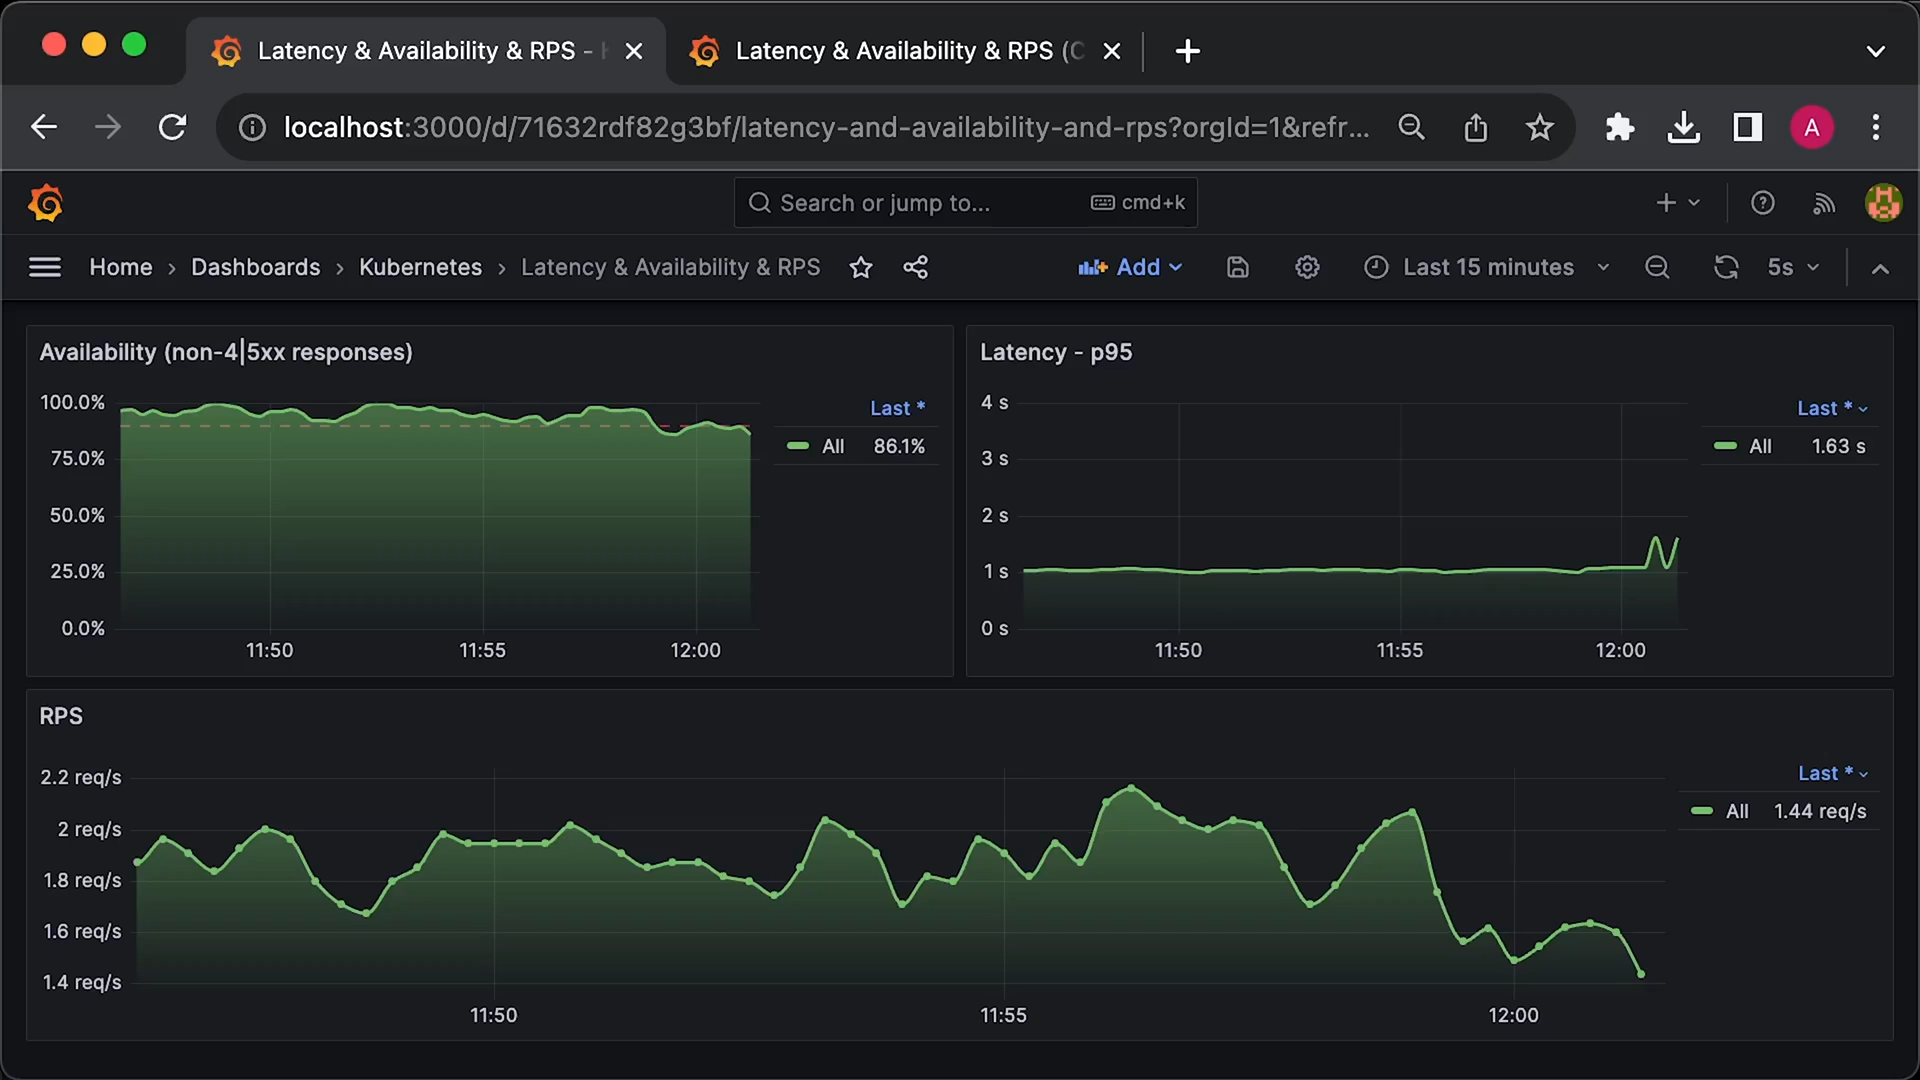 Latency & Availability & RPS -
Latency & Availability & RPS (C
localhost:3000/d/71632rdf82g3bf/latency-and-availability-and-rps?orgId=1&refr...
A
Search or jump to...
cmd+k
Home › Dashboards › Kubernetes › Latency & Availability & RPS
Add
Last 15 minutes
5s
Availability (non-4|5xx responses)
100.0%
75.0%
50.0%
25.0%
0.0%
11:50
11:55
12:00
Last *
All 86.1%
Latency - p95
4 s
3 s
2 s
1 s
0 s
11:50
11:55
12:00
Last *
All 1.63 s
RPS
2.2 req/s
2 req/s
1.8 req/s
1.6 req/s
1.4 req/s
11:50
11:55
12:00
Last *
All 1.44 req/s